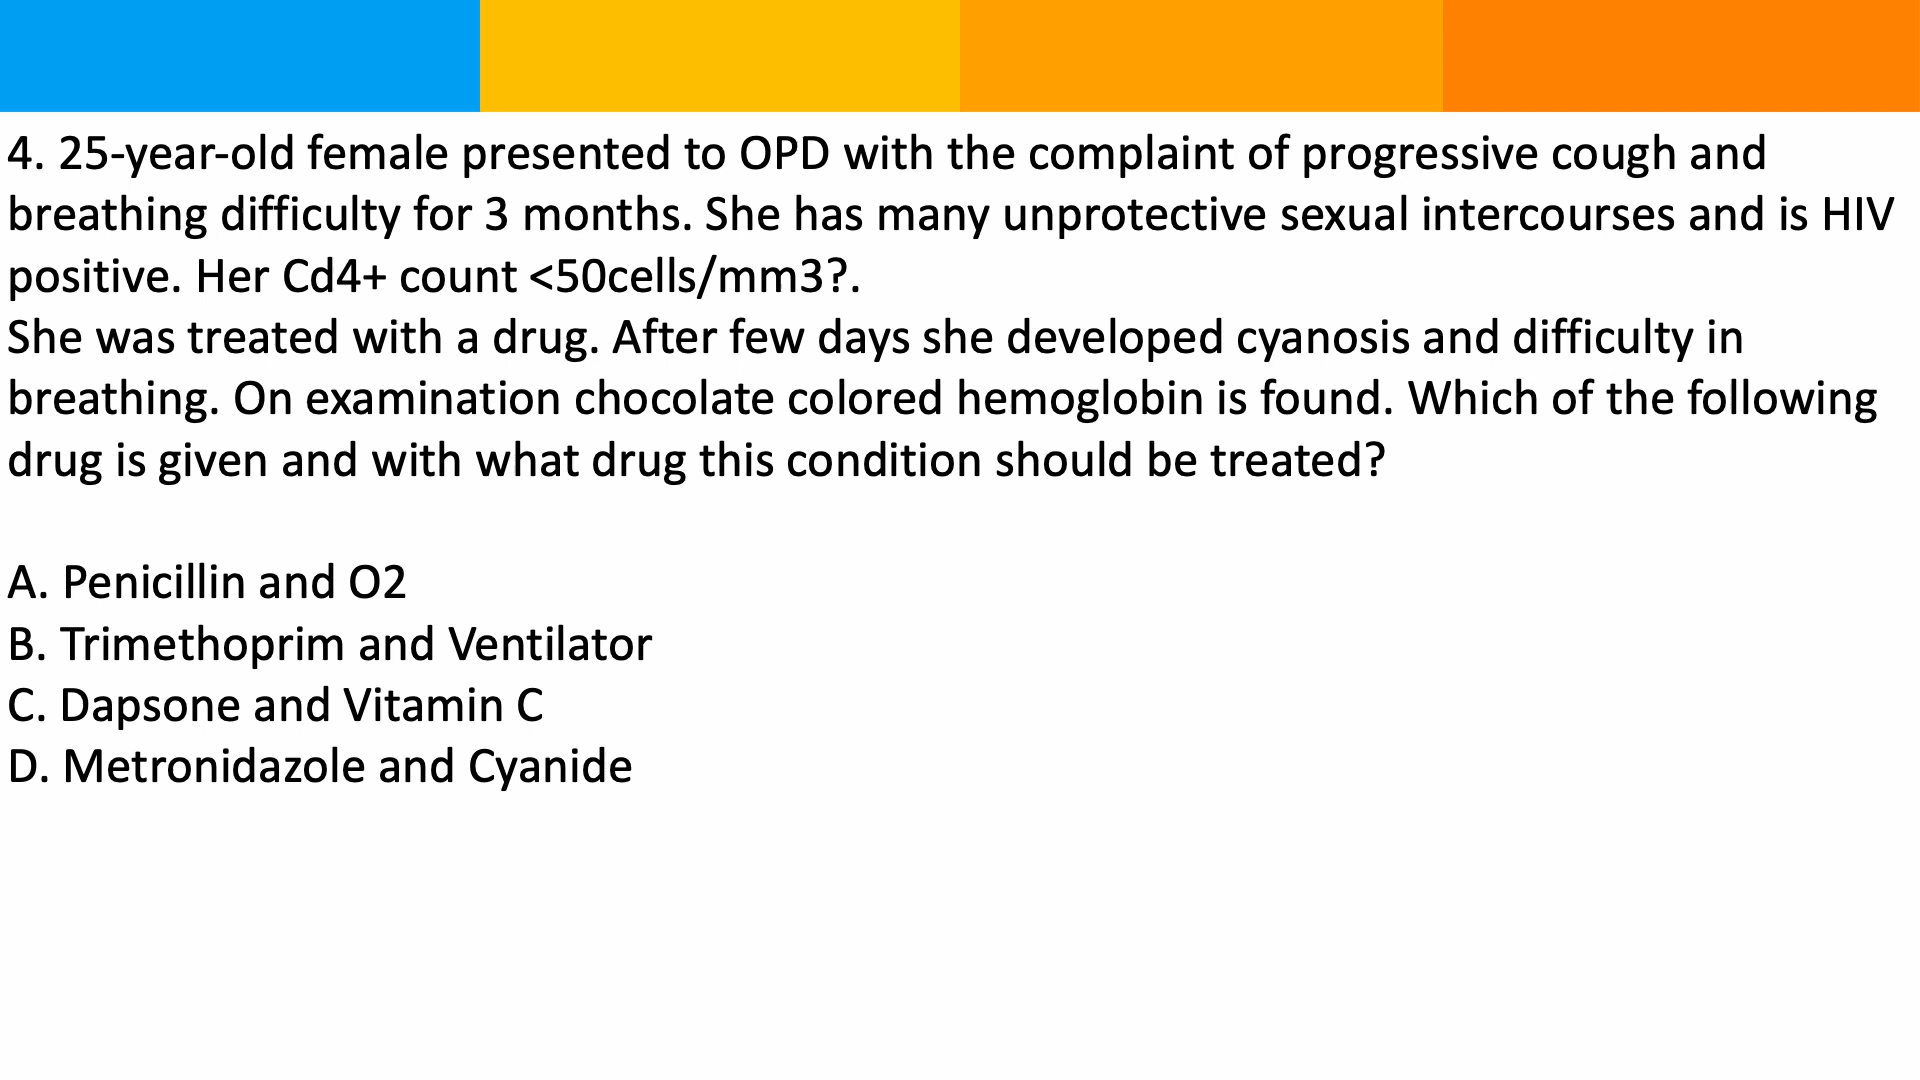 4. 25-year-old female presented to OPD with the complaint of progressive cough and
breathing difficulty for 3 months. She has many unprotective sexual intercourses and is HIV
positive. Her Cd4+ count <50cells/mm3?.
She was treated with a drug. After few days she developed cyanosis and difficulty in
breathing. On examination chocolate colored hemoglobin is found. Which of the following
drug is given and with what drug this condition should be treated?
A. Penicillin and O2
B. Trimethoprim and Ventilator
C. Dapsone and Vitamin C
D. Metronidazole and Cyanide